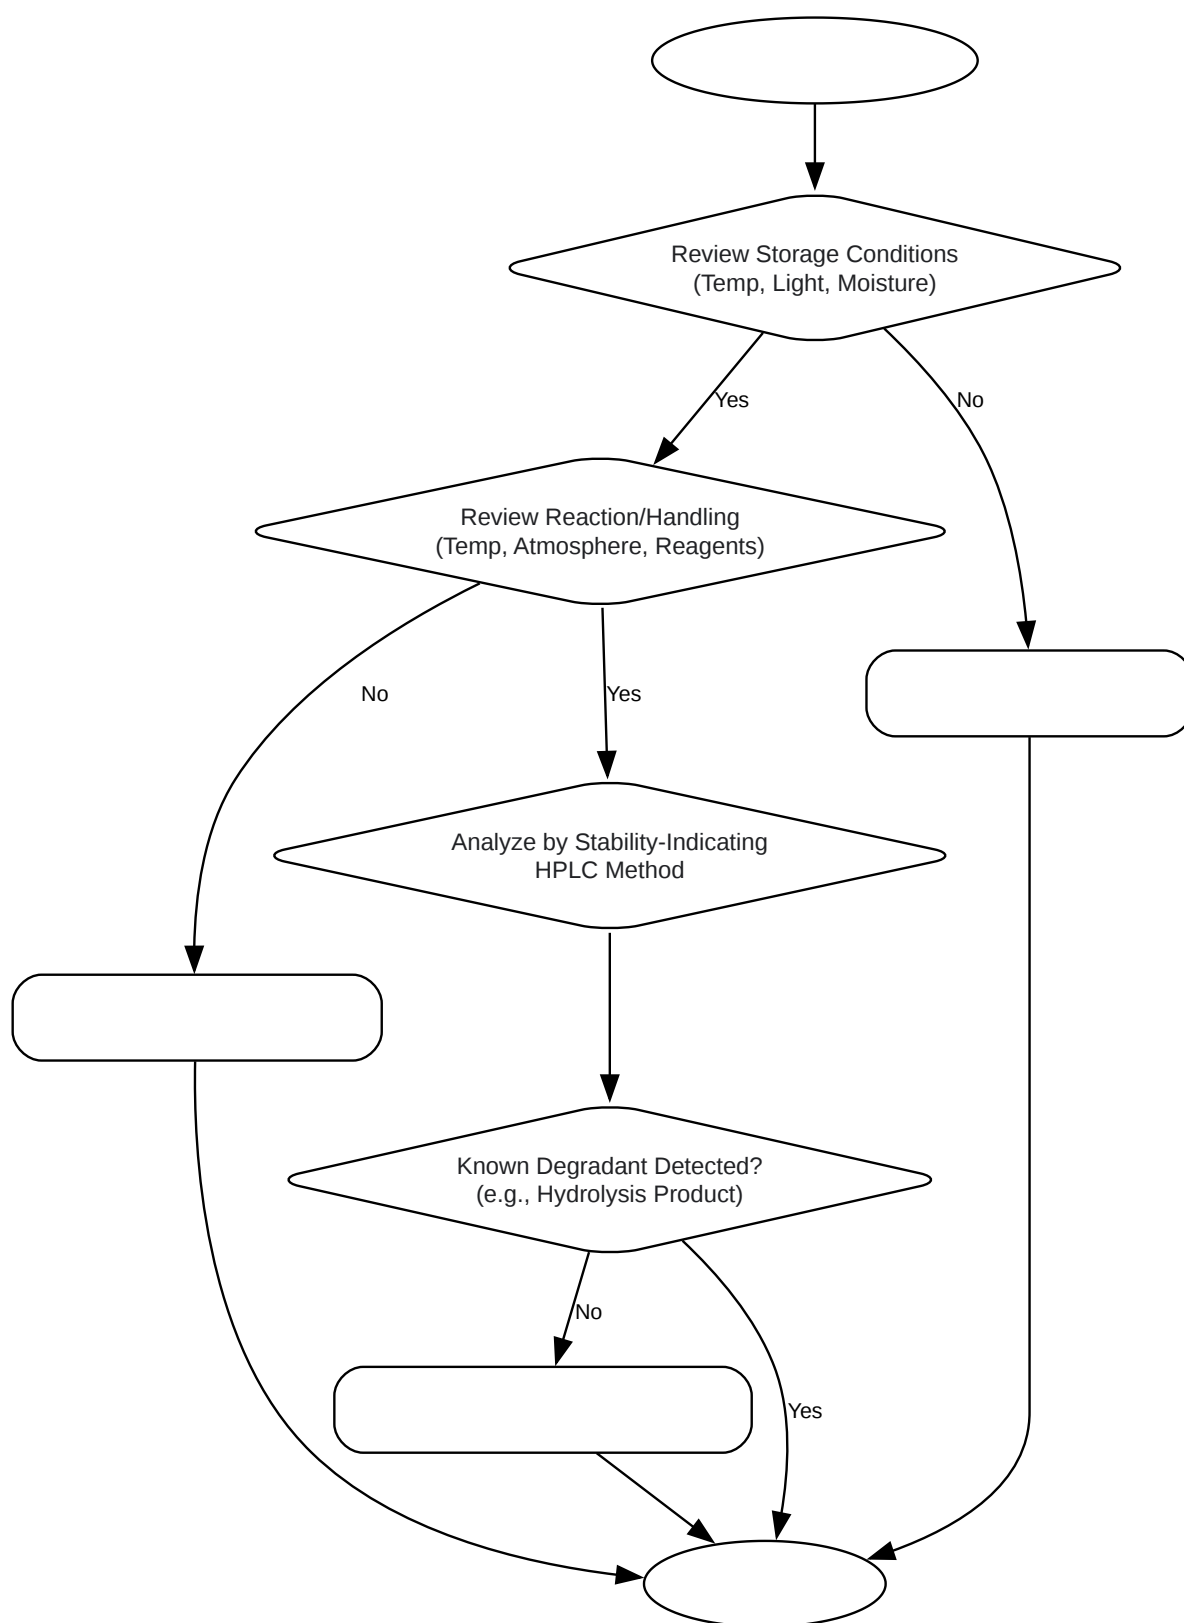 Review Storage Conditions
(Temp, Light, Moisture)
Yes
No
Review Reaction/Handling
(Temp, Atmosphere, Reagents)
No
Yes
Analyze by Stability-Indicating
HPLC Method
Known Degradant Detected?
(e.g., Hydrolysis Product)
No
Yes